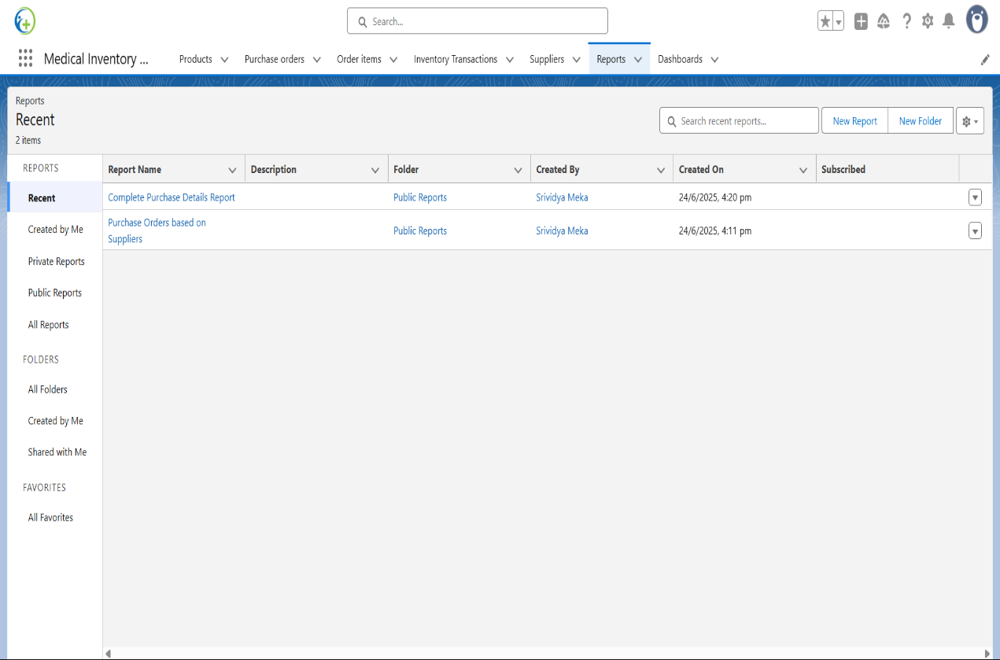 Search...
Medical Inventory ...
Products
Purchase orders
Order items
Inventory Transactions
Suppliers
Reports
Dashboards
Reports
Recent
2 items
Search recent reports...
New Report
New Folder
REPORTS
Recent
Created by Me
Private Reports
Public Reports
All Reports
FOLDERS
All Folders
Created by Me
Shared with Me
FAVORITES
All Favorites
Report Name Description Folder Created By Created On Subscribed
Complete Purchase Details Report Public Reports Srividya Meka 24/6/2025, 4:20 pm
Purchase Orders based on
Suppliers
Public Reports Srividya Meka 24/6/2025, 4:11 pm